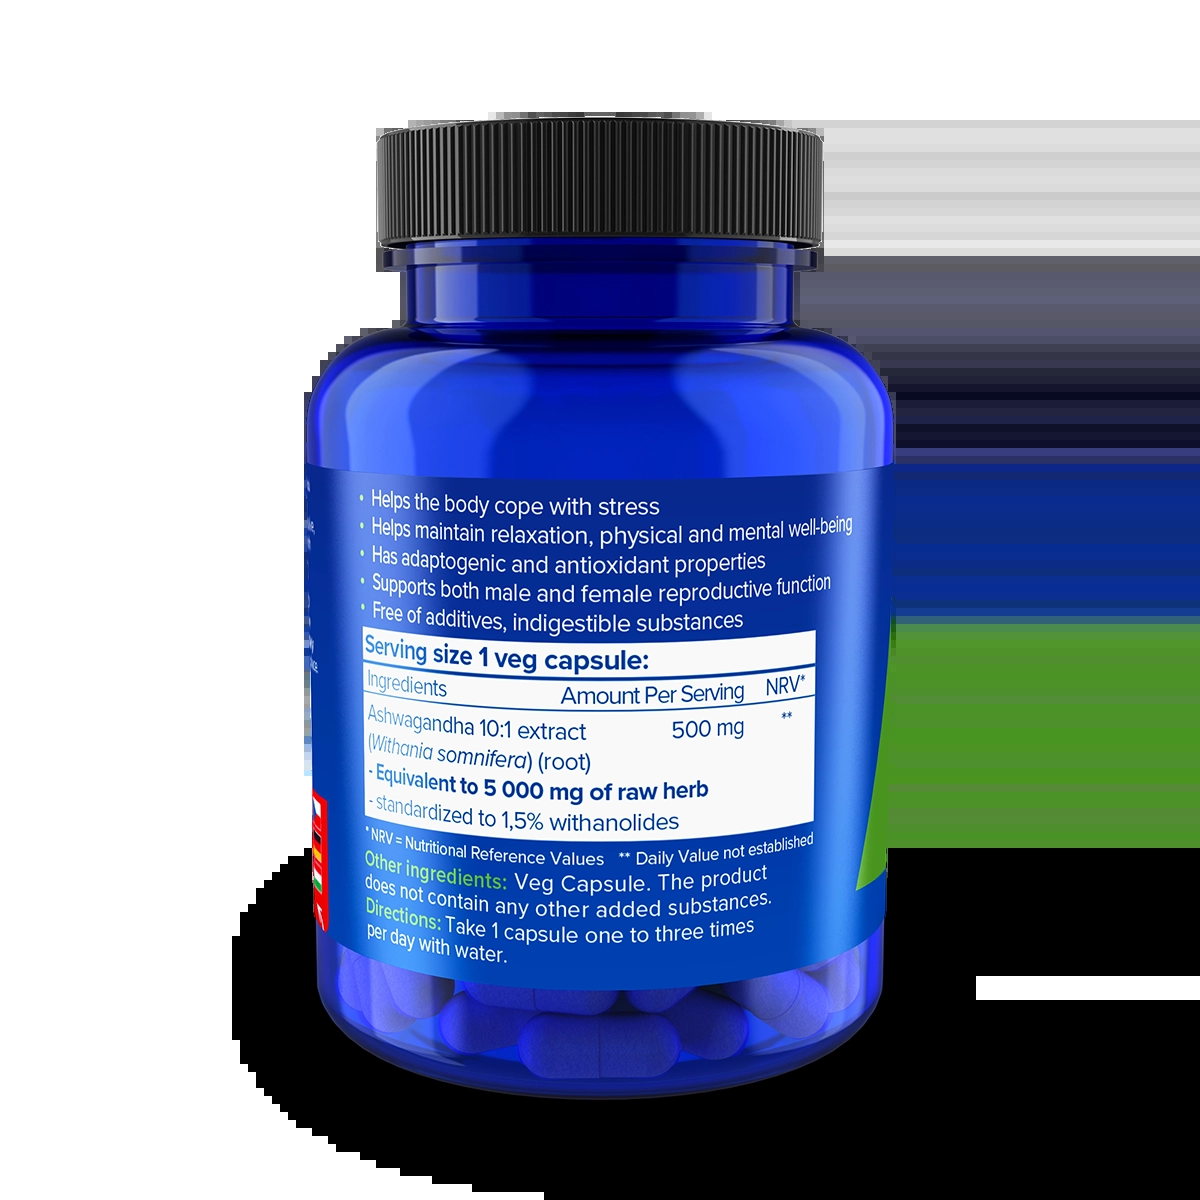 • Helps the body cope with stress
• Helps maintain relaxation, physical and mental well-being
• Has adaptogenic and antioxidant properties
• Supports both male and female reproductive function
• Free of additives, indigestible substances
Serving size 1 veg capsule:
Ingredients Amount Per Serving NRV*
Ashwagandha 10:1 extract 500 mg **
(Withania somnifera) (root)
- Equivalent to 5 000 mg of raw herb
- standardized to 1,5% withanolides
* NRV = Nutritional Reference Values ** Daily Value not established
Other ingredients: Veg Capsule. The product
does not contain any other added substances.
Directions: Take 1 capsule one to three times
per day with water.